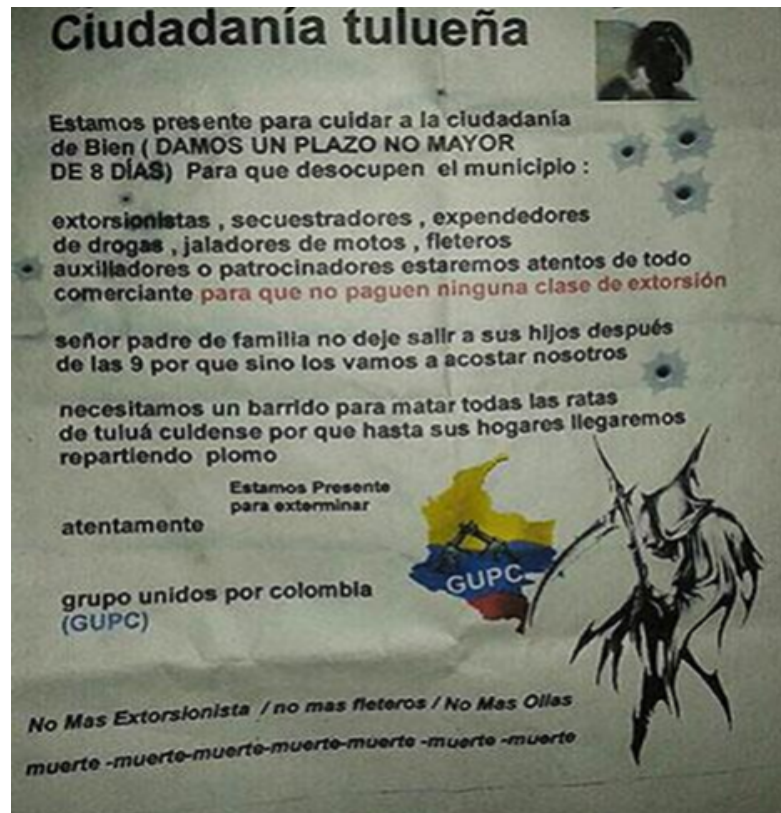 Ciudadanía tulueña
Estamos presente para cuidar a la ciudadanía
de Bien ( DAMOS UN PLAZO NO MAYOR
DE 8 DÍAS) Para que desocupen el municipio :
extorsionistas , secuestradores , expendedores
de drogas , jaladores de motos , fleteros
auxiliadores o patrocinadores estaremos atentos de todo
comerciante para que no paguen ninguna clase de extorsión
señor padre de familia no deje salir a sus hijos después
de las 9 por que sino los vamos a acostar nosotros
necesitamos un barrido para matar todas las ratas
de tuluá cuidense por que hasta sus hogares llegaremos
repartiendo plomo
Estamos Presente
para exterminar
atentamente
GUPC
grupo unidos por colombia
(GUPC)
No Mas Extorsionista / no mas fleteros / No Mas Ollas
muerte -muerte-muerte-muerte-muerte -muerte -muerte